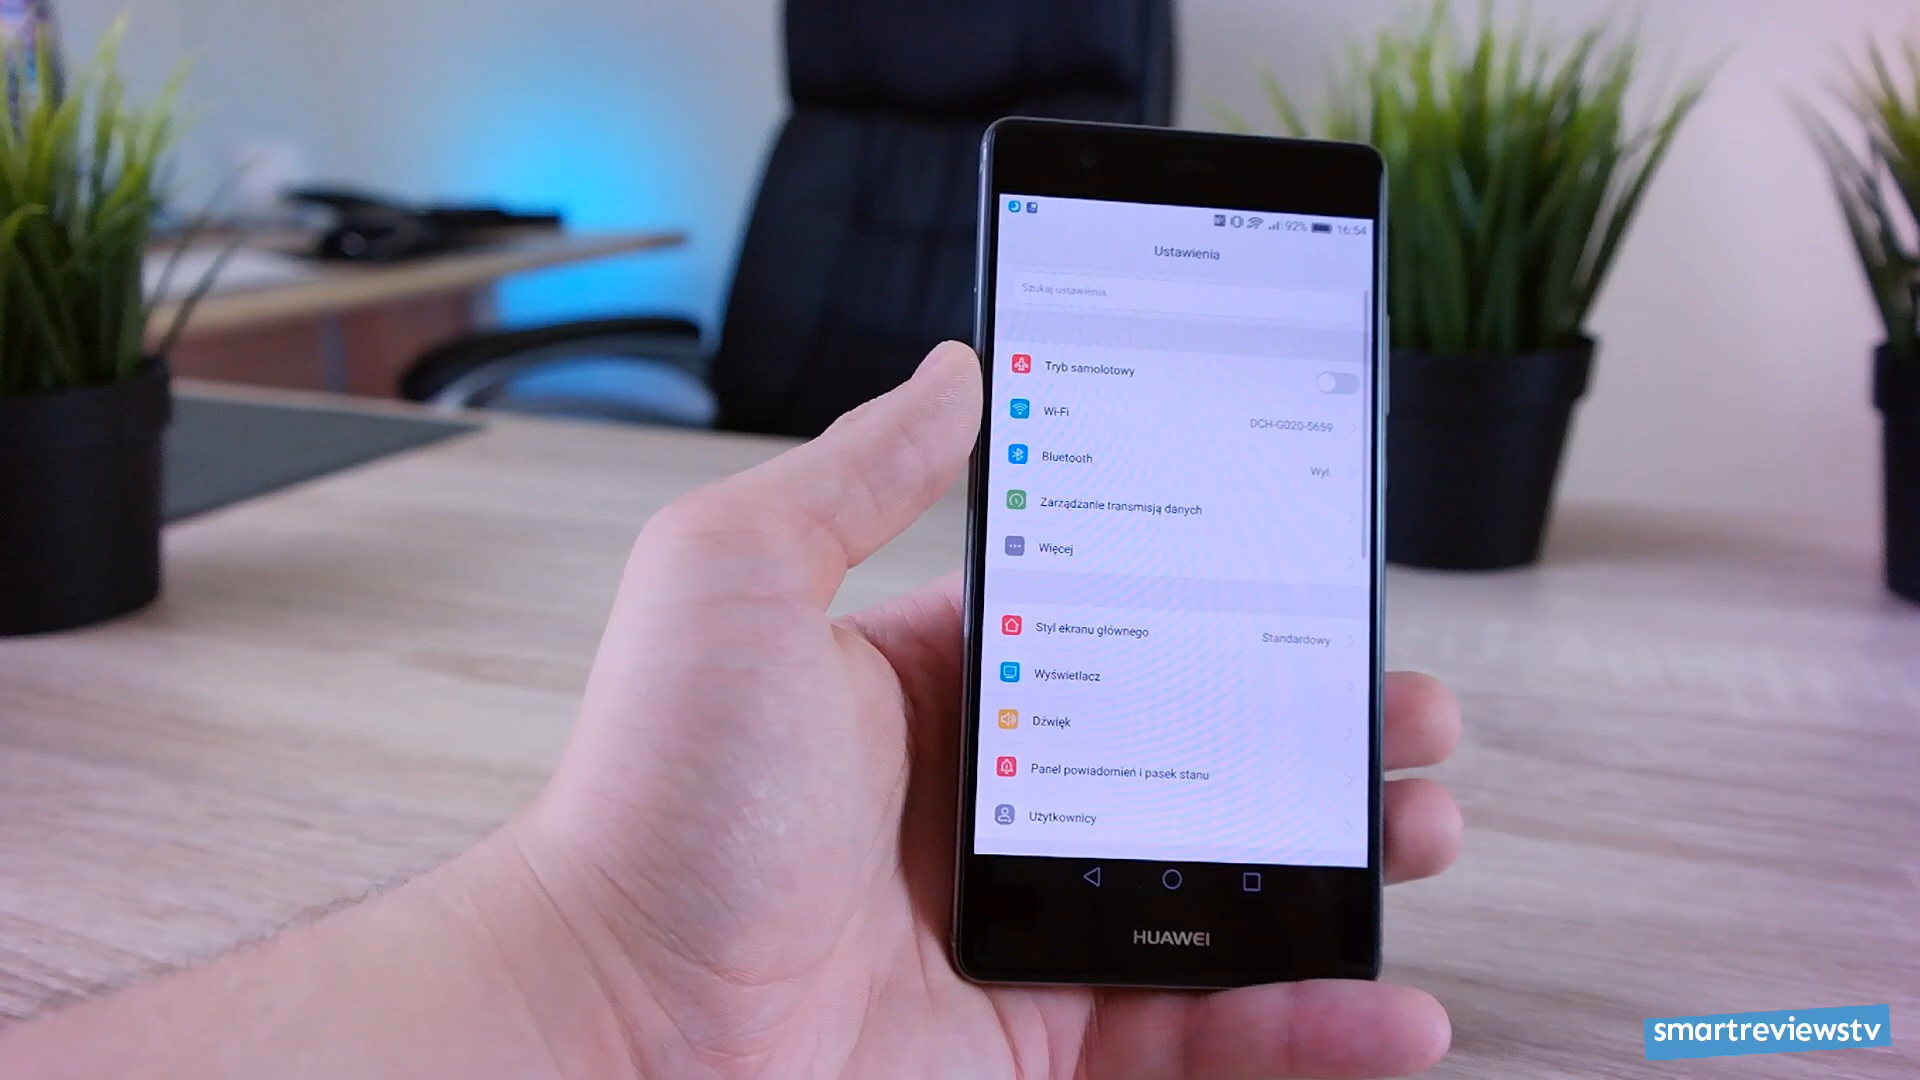 92% 16:54
Ustawienia
Szukaj ustawienia...
Tryb samolotowy
Wi-Fi DCH-G020-5659
Bluetooth Wył.
Zarządzanie transmisją danych
Więcej
Styl ekranu głównego Standardowy
Wyświetlacz
Dźwięk
Panel powiadomień i pasek stanu
Użytkownicy
HUAWEI
smartreviewstv